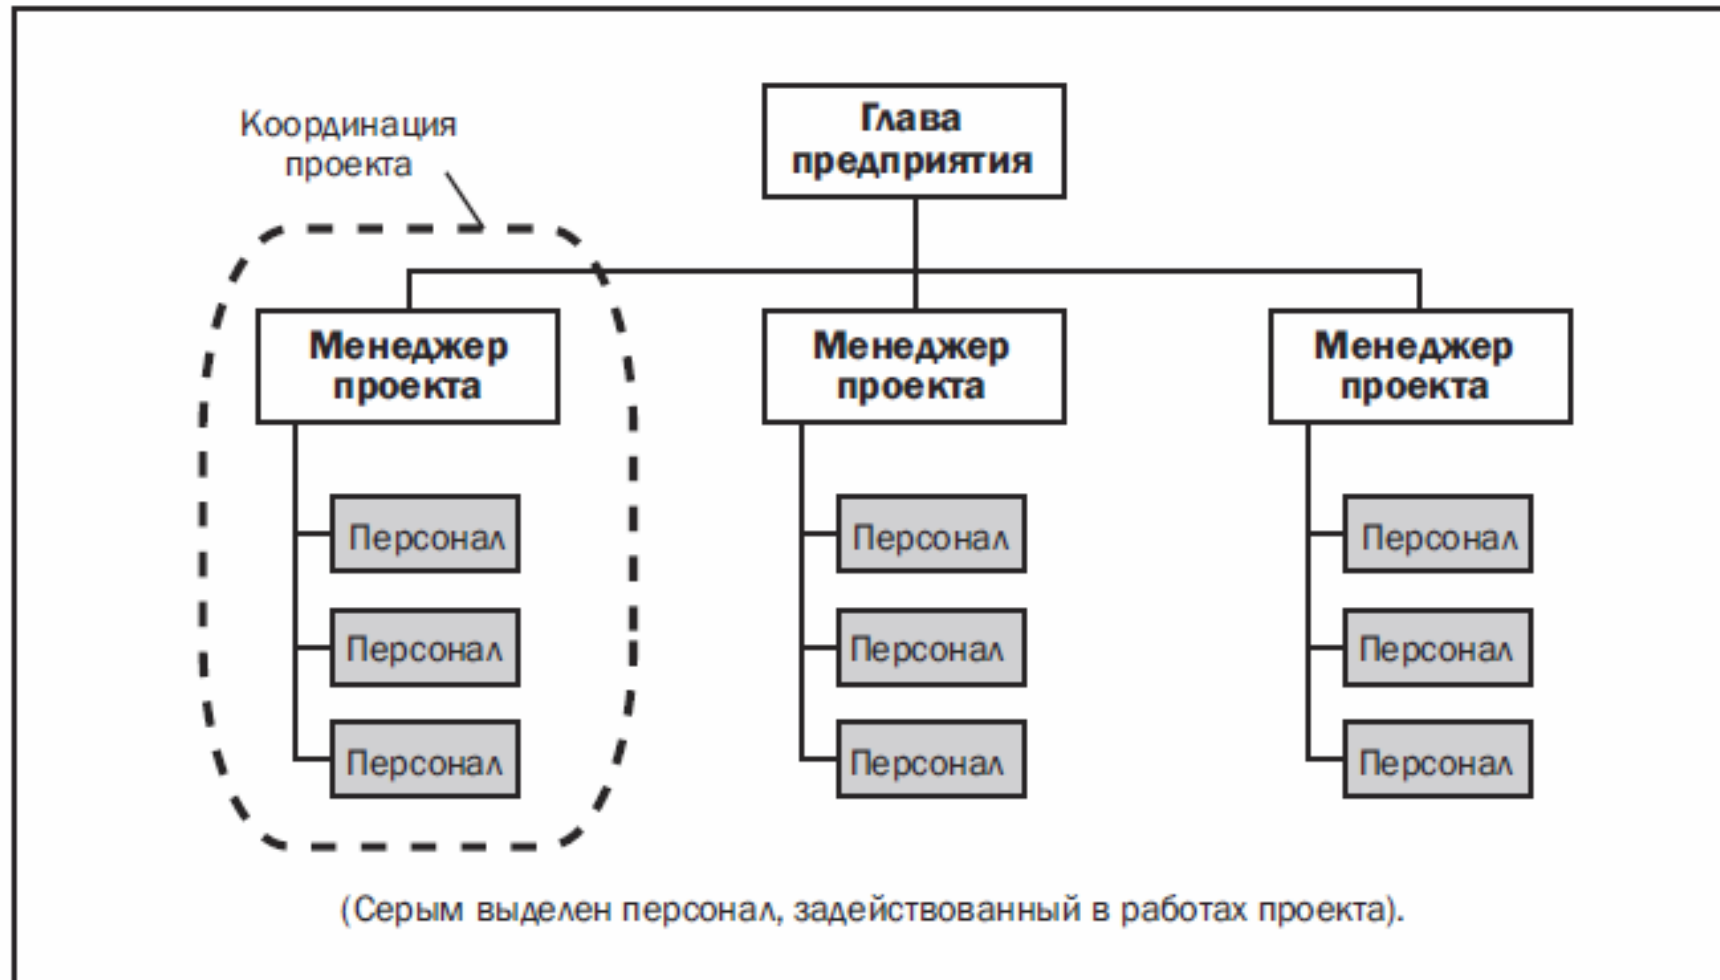 Координация
проекта
Глава
предприятия
Менеджер
проекта
Менеджер
проекта
Менеджер
проекта
Персонал
Персонал
Персонал
Персонал
Персонал
Персонал
Персонал
Персонал
Персонал
(Серым выделен персонал, задействованный в работах проекта).